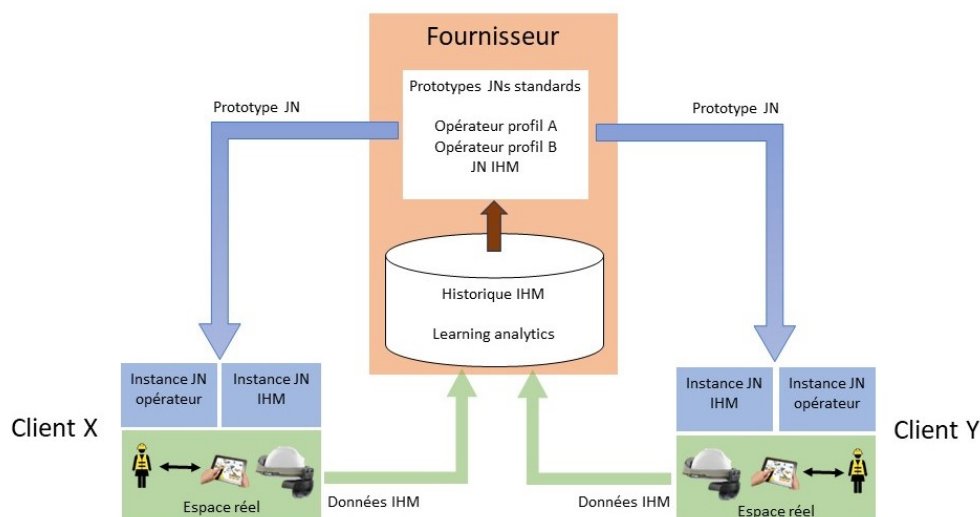 Fournisseur
Prototypes JNs standards
Opérateur profil A
Opérateur profil B
JN IHM
Prototype JN
Prototype JN
Historique IHM
Learning analytics
Client X
Instance JN
opérateur
Instance JN
IHM
Espace réel
Données IHM
Données IHM
Instance JN
IHM
Instance JN
opérateur
Espace réel
Client Y